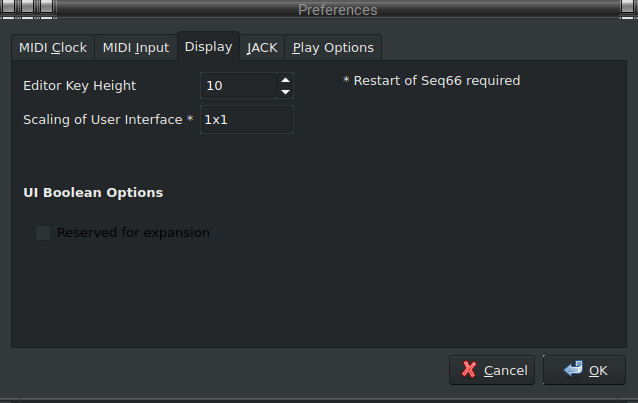 Preferences
MIDI Clock MIDI Input Display JACK Play Options
Editor Key Height 10 * Restart of Seq66 required
Scaling of User Interface * 1x1
UI Boolean Options
Reserved for expansion
Cancel OK